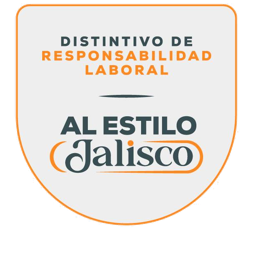 DISTINTIVO DE
RESPONSABILIDAD
LABORAL
AL ESTILO
Jalisco